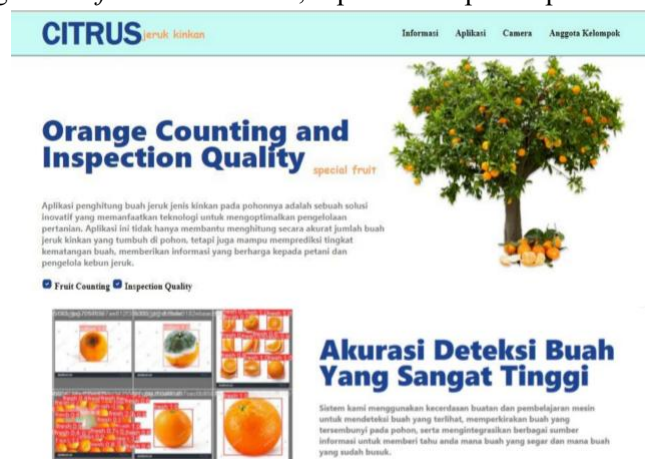 CITRUS jeruk kinkan
Informasi Aplikasi Camera Anggota Kelompok
Orange Counting and
Inspection Quality special fruit
Aplikasi penghitung buah jeruk jenis kinkan pada pohonnya adalah sebuah solusi
inovatif yang memanfaatkan teknologi untuk mengoptimalkan pengelolaan
pertanian. Aplikasi ini tidak hanya membantu menghitung secara akurat jumlah buah
jeruk kinkan yang tumbuh di pohon, tetapi juga mampu memprediksi tingkat
kematangan buah, memberikan informasi yang berharga kepada petani dan
pengelola kebun jeruk.
Fruit Counting Inspection Quality
Akurasi Deteksi Buah
Yang Sangat Tinggi
Sistem kami menggunakan kecerdasan buatan dan pembelajaran mesin
untuk mendeteksi buah yang terlihat, memperkirakan buah yang
tersembunyi pada pohon, serta mengintegrasikan berbagai sumber
informasi untuk memberi tahu anda mana buah yang segar dan mana buah
yang sudah busuk.